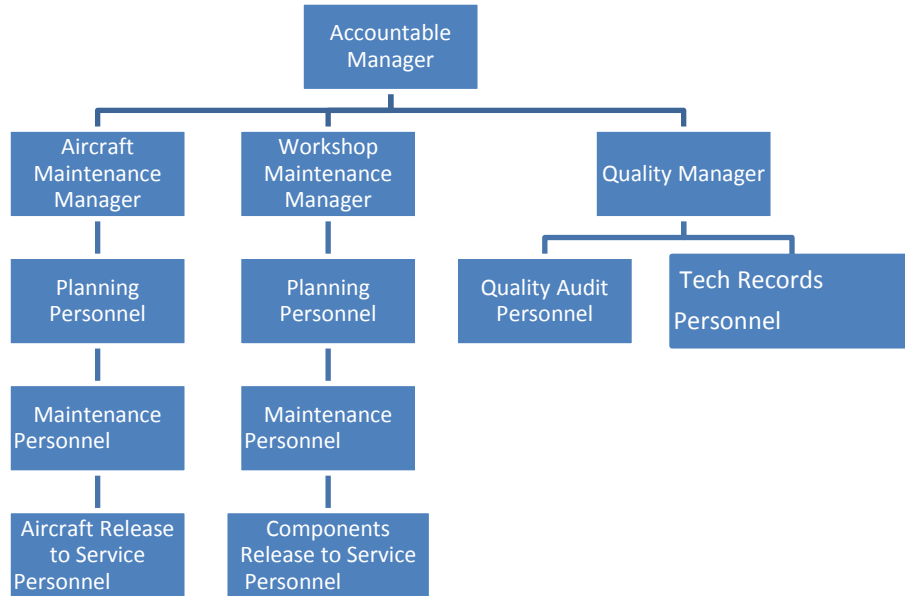 Accountable
Manager
Aircraft
Maintenance
Manager
Workshop
Maintenance
Manager
Quality Manager
Planning
Personnel
Planning
Personnel
Quality Audit
Personnel
Tech Records
Personnel
Maintenance
Personnel
Maintenance
Personnel
Aircraft Release
to Service
Personnel
Components
Release to Service
Personnel